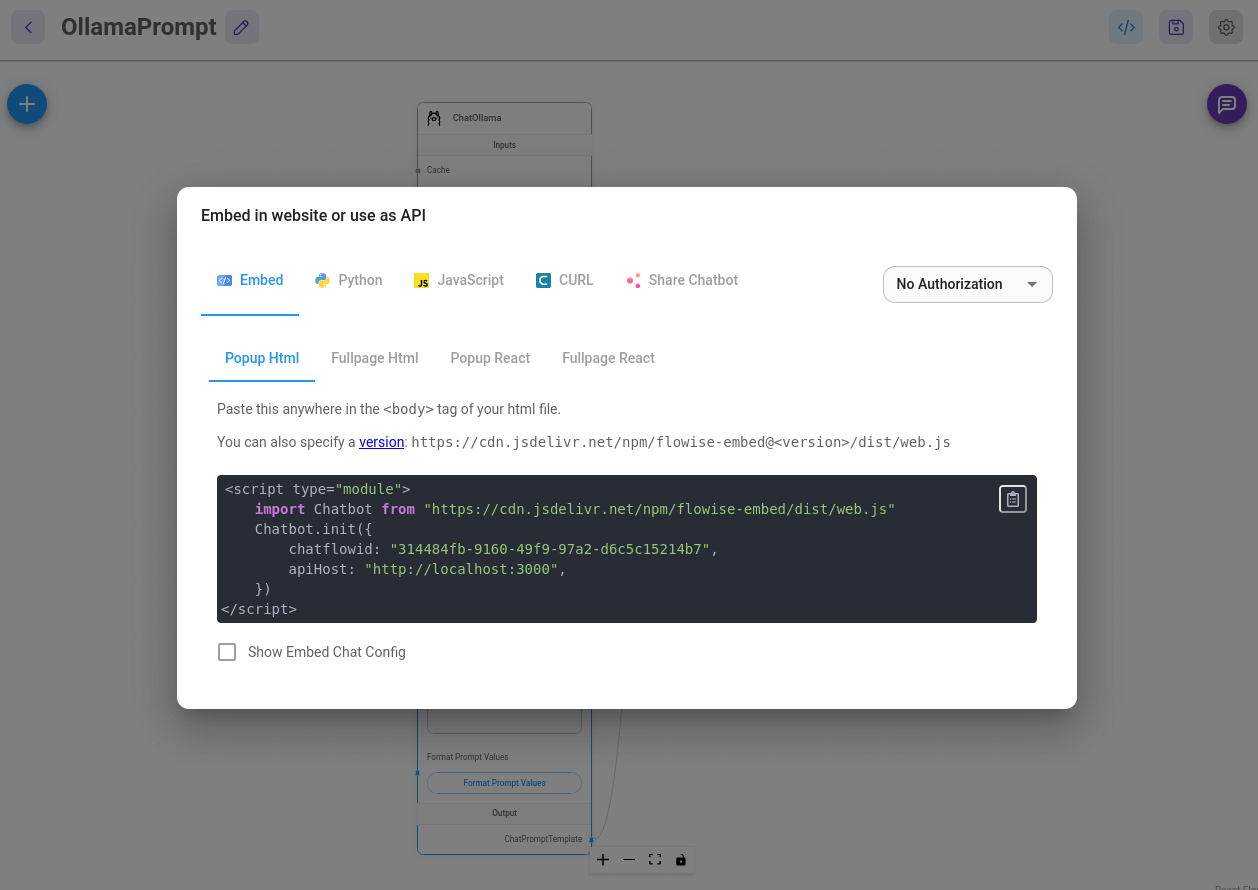 OllamaPrompt
ChatOllama
Inputs
Cache
Embed in website or use as API
Embed Python JavaScript CURL Share Chatbot No Authorization
Popup Html Fullpage Html Popup React Fullpage React
Paste this anywhere in the <body> tag of your html file.
You can also specify a version: https://cdn.jsdelivr.net/npm/flowise-embed@<version>/dist/web.js
<script type="module">
    import Chatbot from "https://cdn.jsdelivr.net/npm/flowise-embed/dist/web.js"
    Chatbot.init({
        chatflowid: "314484fb-9160-49f9-97a2-d6c5c15214b7",
        apiHost: "http://localhost:3000",
    })
</script>
Show Embed Chat Config
Format Prompt Values
Format Prompt Values
Output
ChatPromptTemplate